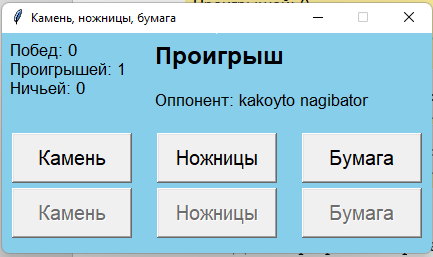 Камень, ножницы, бумага
Побед: 0
Проигрышей: 1
Ничьей: 0
Проигрыш
Оппонент: kakoyto nagibator
Камень Ножницы Бумага
Камень Ножницы Бумага